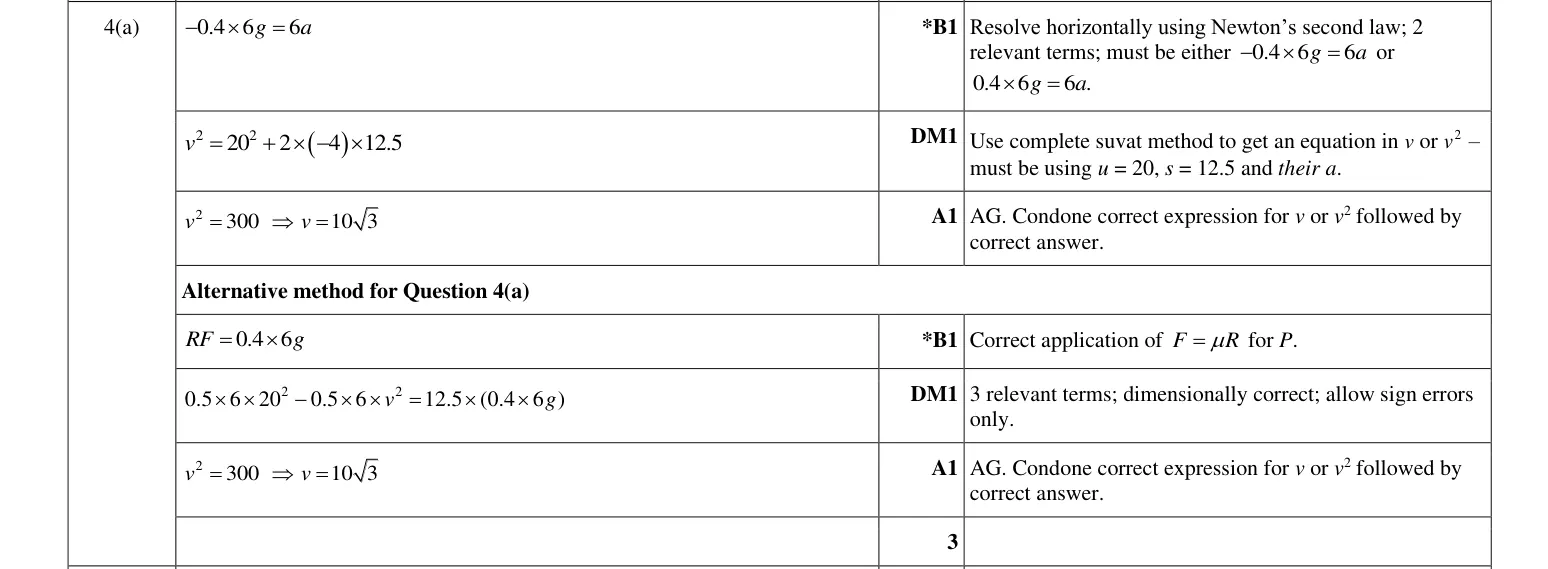 4(a) −0.4×6g = 6a *B1 Resolve horizontally using Newton’s second law; 2
relevant terms; must be either −0.4×6g = 6a or
0.4×6g = 6a.
v² = 20² + 2×(−4)×12.5 DM1 Use complete suvat method to get an equation in v or v² –
must be using u = 20, s = 12.5 and their a.
v² = 300 ⇒ v = 10√3 A1 AG. Condone correct expression for v or v² followed by
correct answer.
Alternative method for Question 4(a)
RF = 0.4×6g *B1 Correct application of F = μR for P.
0.5×6×20² − 0.5×6×v² = 12.5×(0.4×6g) DM1 3 relevant terms; dimensionally correct; allow sign errors
only.
v² = 300 ⇒ v = 10√3 A1 AG. Condone correct expression for v or v² followed by
correct answer.
3